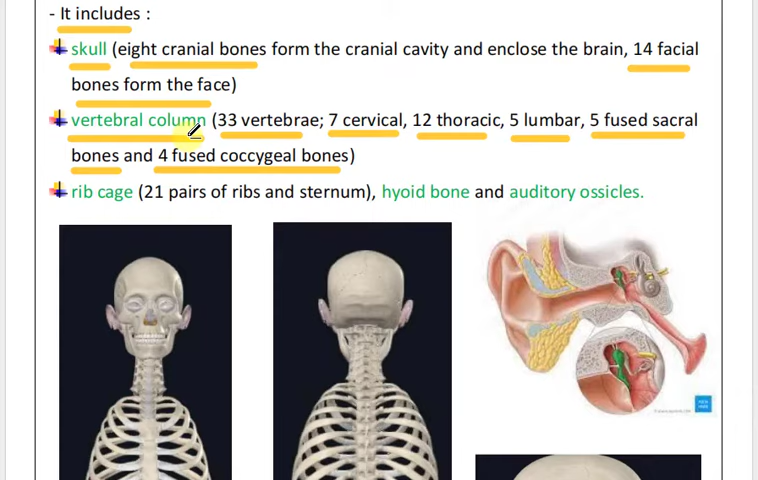 - It includes :
skull (eight cranial bones form the cranial cavity and enclose the brain, 14 facial
bones form the face)
vertebral column (33 vertebrae; 7 cervical, 12 thoracic, 5 lumbar, 5 fused sacral
bones and 4 fused coccygeal bones)
rib cage (21 pairs of ribs and sternum), hyoid bone and auditory ossicles.